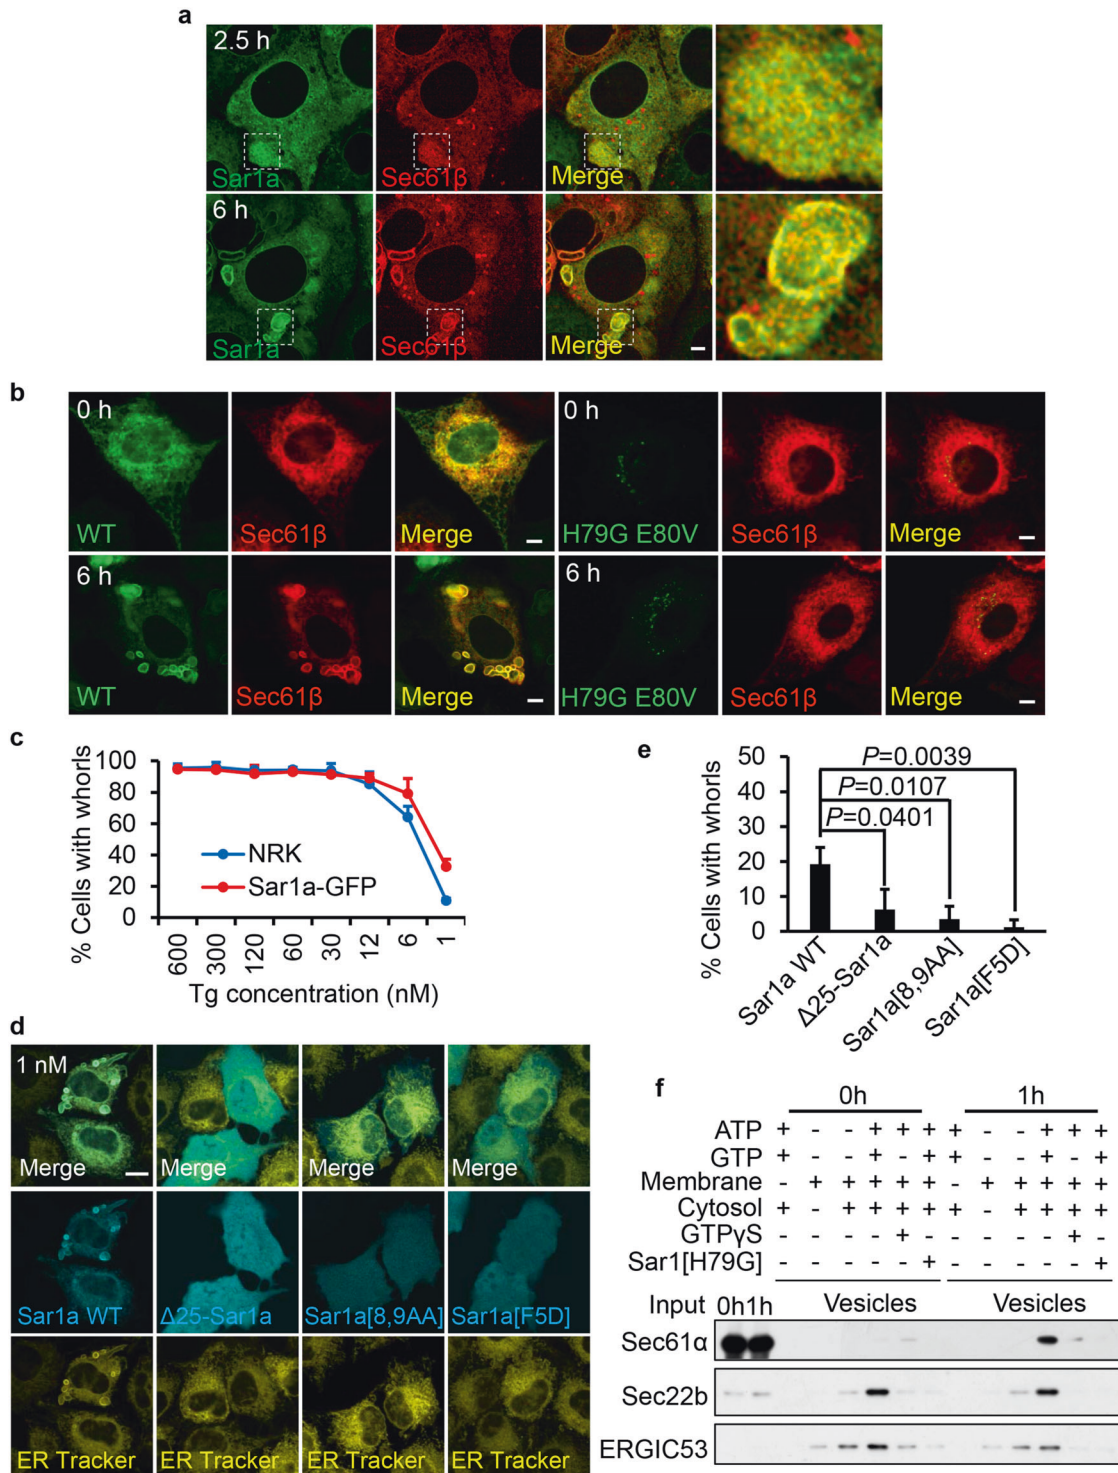 a
2.5 h
Sar1a Sec61β Merge
6 h
Sar1a Sec61β Merge
b
0 h 0 h
WT Sec61β Merge H79G E80V Sec61β Merge
6 h 6 h
WT Sec61β Merge H79G E80V Sec61β Merge
c
% Cells with whorls
100
80
60
40
20
0
NRK
Sar1a-GFP
600 300 120 60 30 12 6 1
Tg concentration (nM)
e
% Cells with whorls
50
40
30
20
10
0
P=0.0039
P=0.0107
P=0.0401
Sar1a WT
Δ25-Sar1a
Sar1a[8,9AA]
Sar1a[F5D]
d
1 nM
Merge Merge Merge Merge
Sar1a WT Δ25-Sar1a Sar1a[8,9AA] Sar1a[F5D]
ER Tracker ER Tracker ER Tracker ER Tracker
f
0h 1h
ATP + - - + + + + - - + + +
GTP + - - + - + + - - + - +
Membrane - + + + + + - + + + + +
Cytosol + - + + + + + - + + + +
GTPγS - - - - + - - - - - + -
Sar1[H79G] - - - - - + - - - - - +
Input 0h1h Vesicles Vesicles
Sec61α
Sec22b
ERGIC53